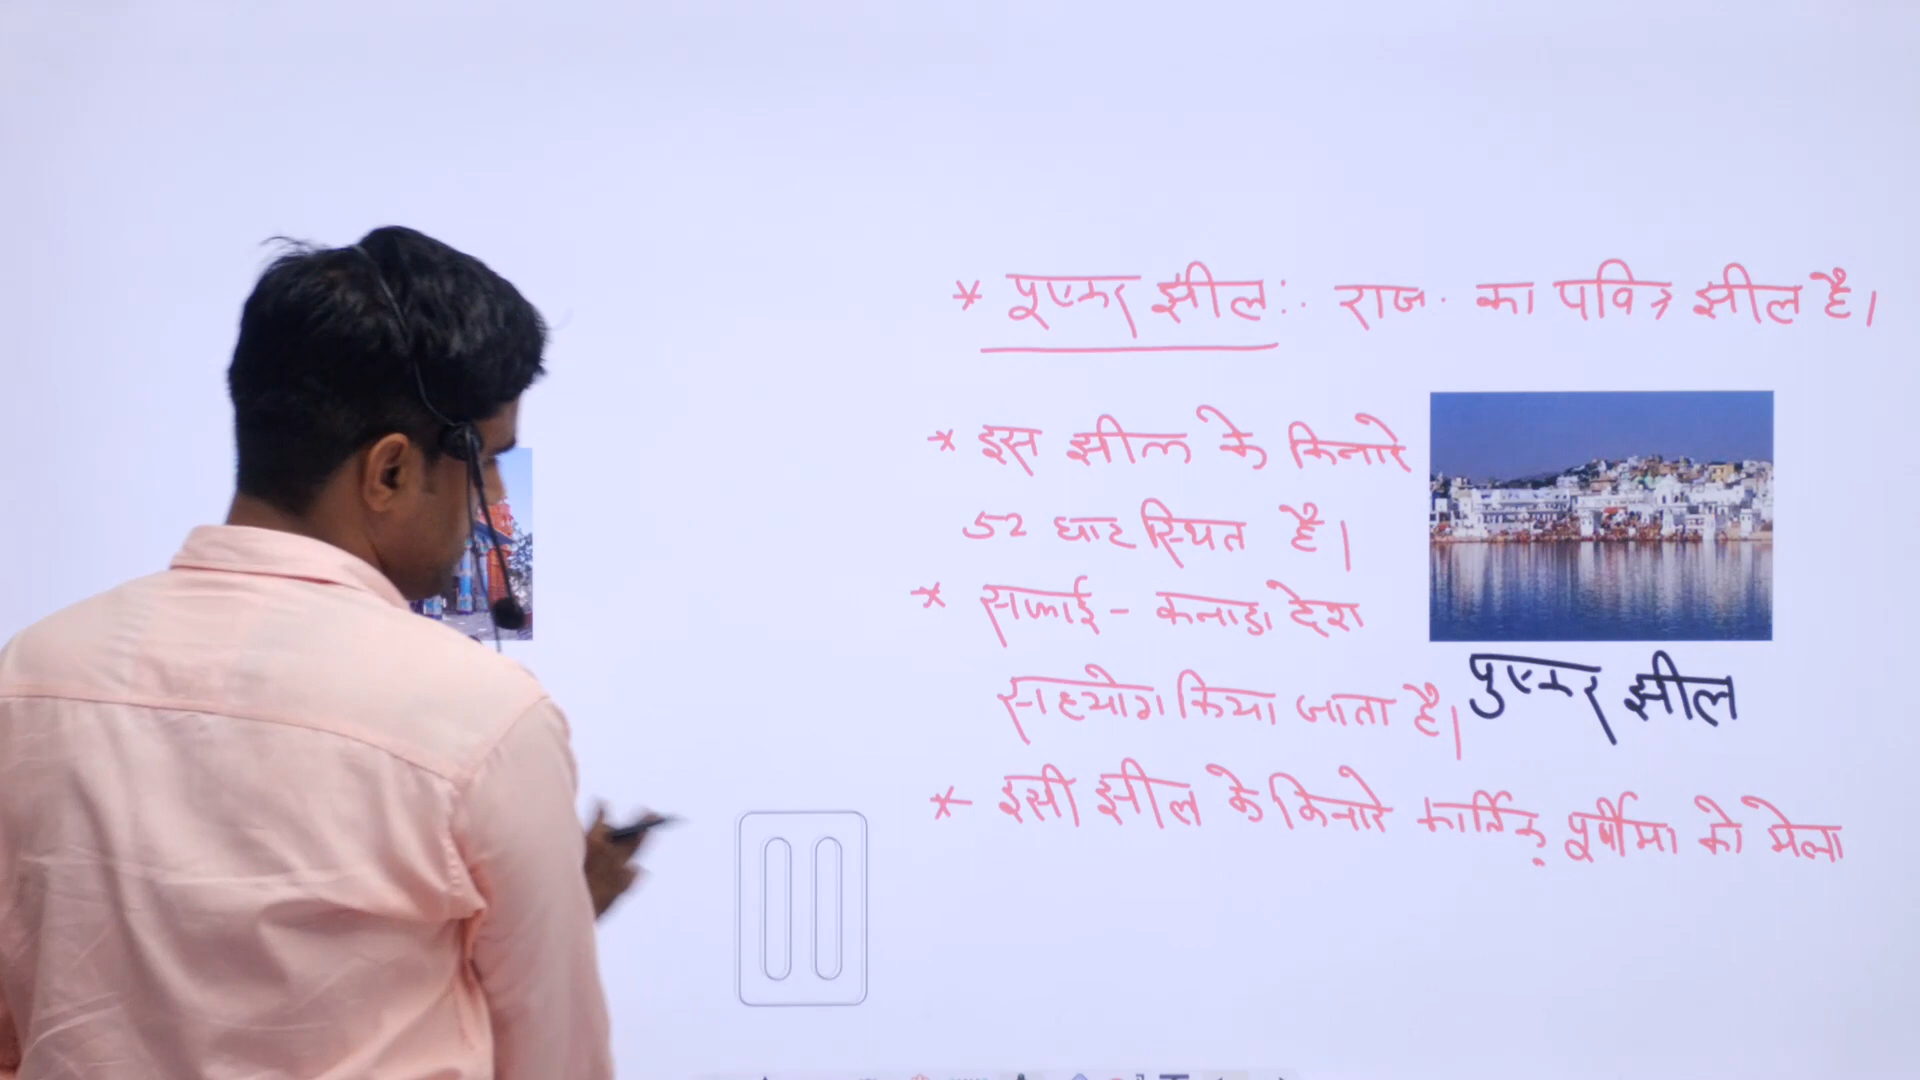 * पुष्कर झील:- राज. का पवित्र झील है।
* इस झील के किनारे
52 घाट स्थित है।
* सफाई - कनाडा देश
सहयोग किया जाता है।
पुष्कर झील
* इसी झील के किनारे कार्तिक पूर्णिमा को मेला